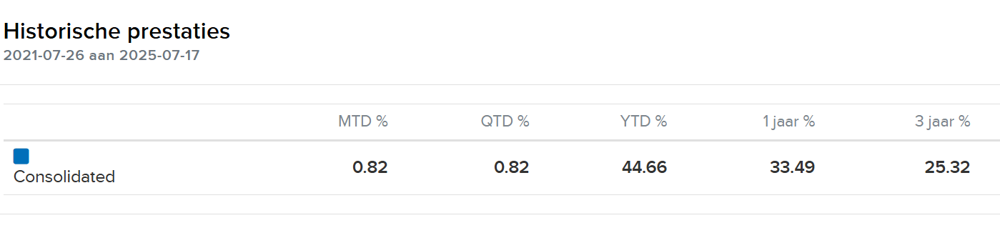 Historische prestaties
2021-07-26 aan 2025-07-17
MTD % QTD % YTD % 1 jaar % 3 jaar %
Consolidated 0.82 0.82 44.66 33.49 25.32